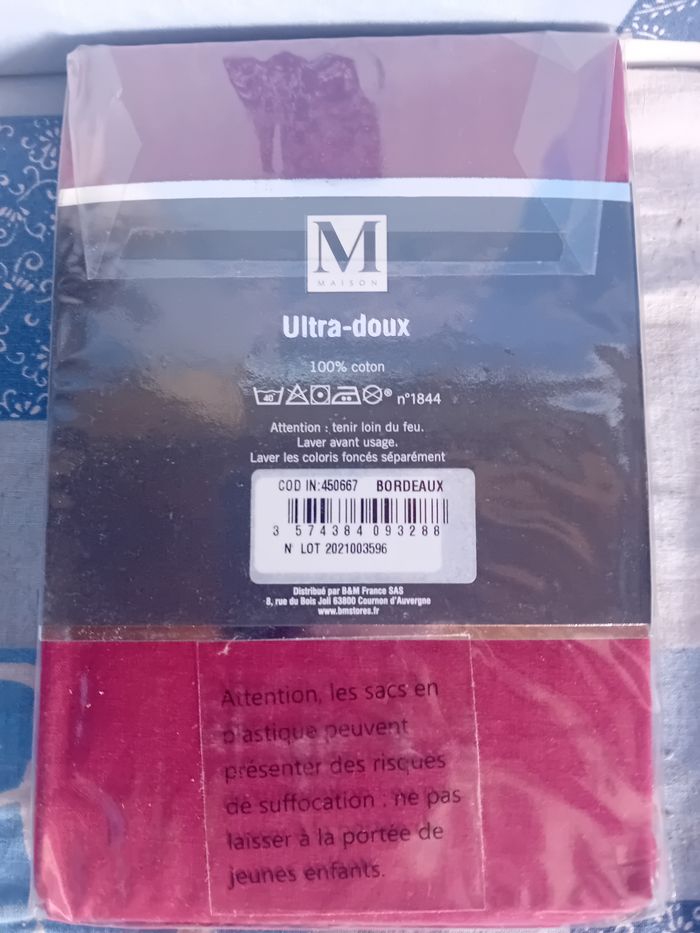 M
MAISON
Ultra-doux
100% coton
40 n°1844
Attention : tenir loin du feu.
Laver avant usage.
Laver les coloris foncés séparément
COD IN:450667 BORDEAUX
3 574384 093288
N LOT 2021003596
Distribué par B&M France SAS
8, rue du Bois Joli 63800 Cournon d'Auvergne
www.bmstores.fr
Attention, les sacs en
plastique peuvent
présenter des risques
de suffocation : ne pas
laisser à la portée de
jeunes enfants.